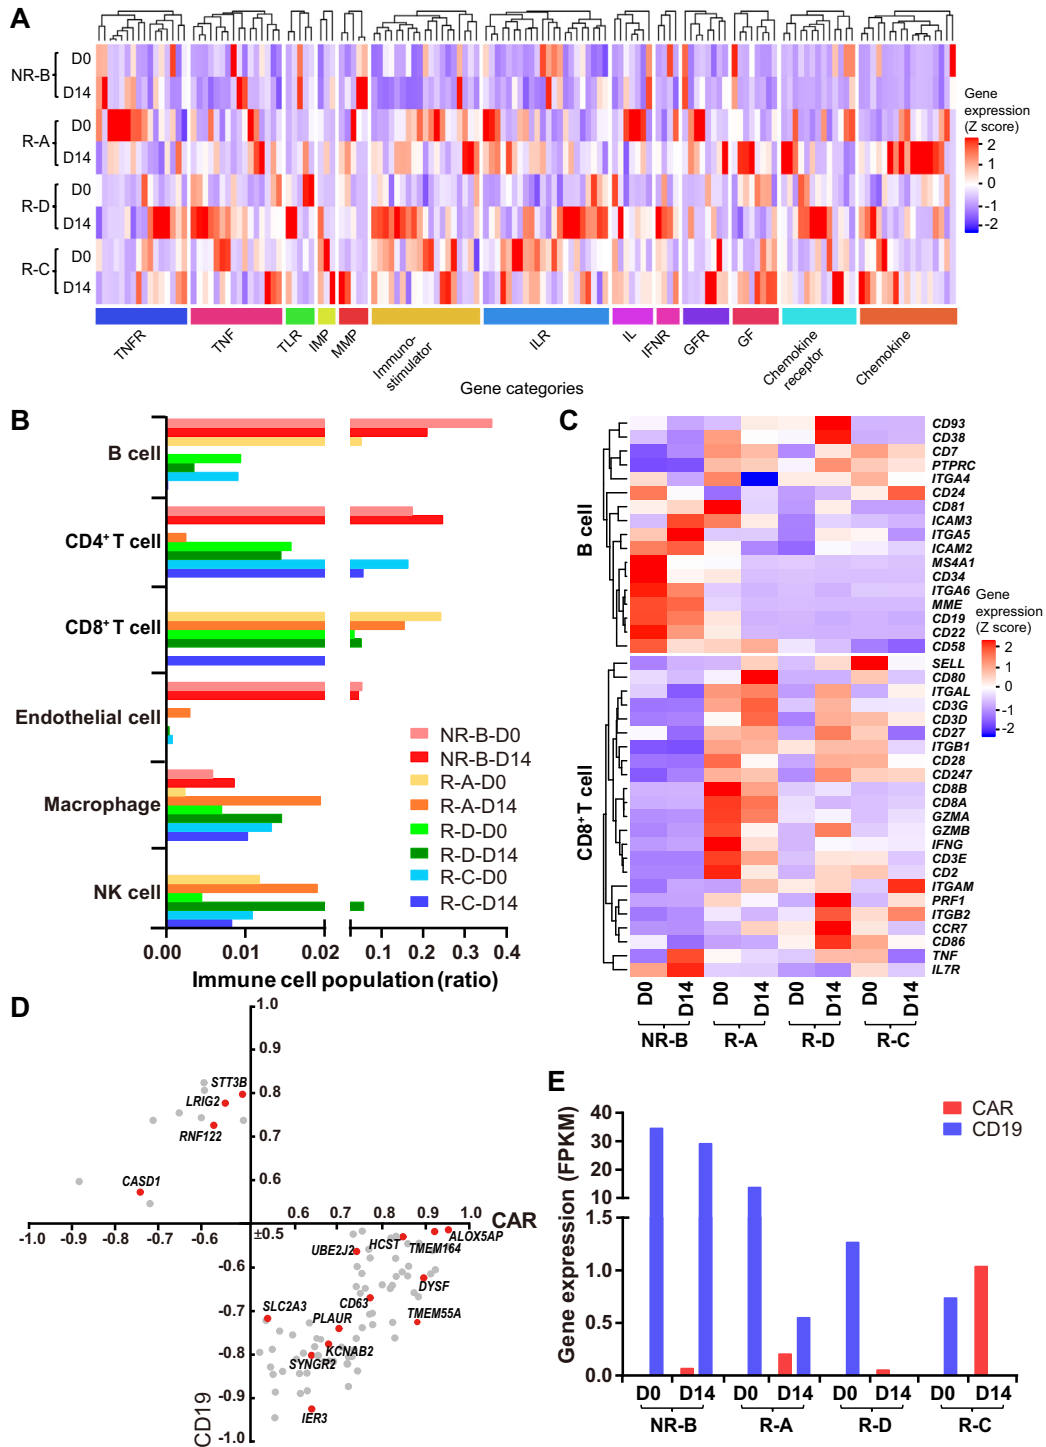 A
NR-B
D0
D14
R-A
D0
D14
R-D
D0
D14
R-C
D0
D14
Gene
expression
(Z score)
2
1
0
-1
-2
TNFR
TNF
TLR
IMP
MMP
Immuno-
stimulator
ILR
IL
IFNR
GFR
GF
Chemokine
receptor
Chemokine
Gene categories
B
B cell
CD4+ T cell
CD8+ T cell
Endothelial cell
Macrophage
NK cell
NR-B-D0
NR-B-D14
R-A-D0
R-A-D14
R-D-D0
R-D-D14
R-C-D0
R-C-D14
0.00 0.01 0.02 0.1 0.2 0.3 0.4
Immune cell population (ratio)
C
B cell
CD93
CD38
CD7
PTPRC
ITGA4
CD24
CD81
ICAM3
ITGA5
ICAM2
MS4A1
CD34
ITGA6
MME
CD19
CD22
CD58
CD8+ T cell
SELL
CD80
ITGAL
CD3G
CD3D
CD27
ITGB1
CD28
CD247
CD8B
CD8A
GZMA
GZMB
IFNG
CD3E
CD2
ITGAM
PRF1
ITGB2
CCR7
CD86
TNF
IL7R
Gene
expression
(Z score)
2
1
0
-1
-2
D0 D14 D0 D14 D0 D14 D0 D14
NR-B R-A R-D R-C
D
1.0
0.9
0.8
0.7
0.6
STT3B
LRIG2
RNF122
CASD1
-1.0 -0.9 -0.8 -0.7 -0.6 ±0.5 0.6 0.7 0.8 0.9 1.0
CAR
UBE2J2
HCST
TMEM164
ALOX5AP
DYSF
CD63
TMEM55A
SLC2A3
PLAUR
KCNAB2
SYNGR2
IER3
-0.6
-0.7
-0.8
-0.9
-1.0
CD19
E
CAR
CD19
Gene expression (FPKM)
40
30
20
10
1.5
1.0
0.5
0.0
D0 D14 D0 D14 D0 D14 D0 D14
NR-B R-A R-D R-C